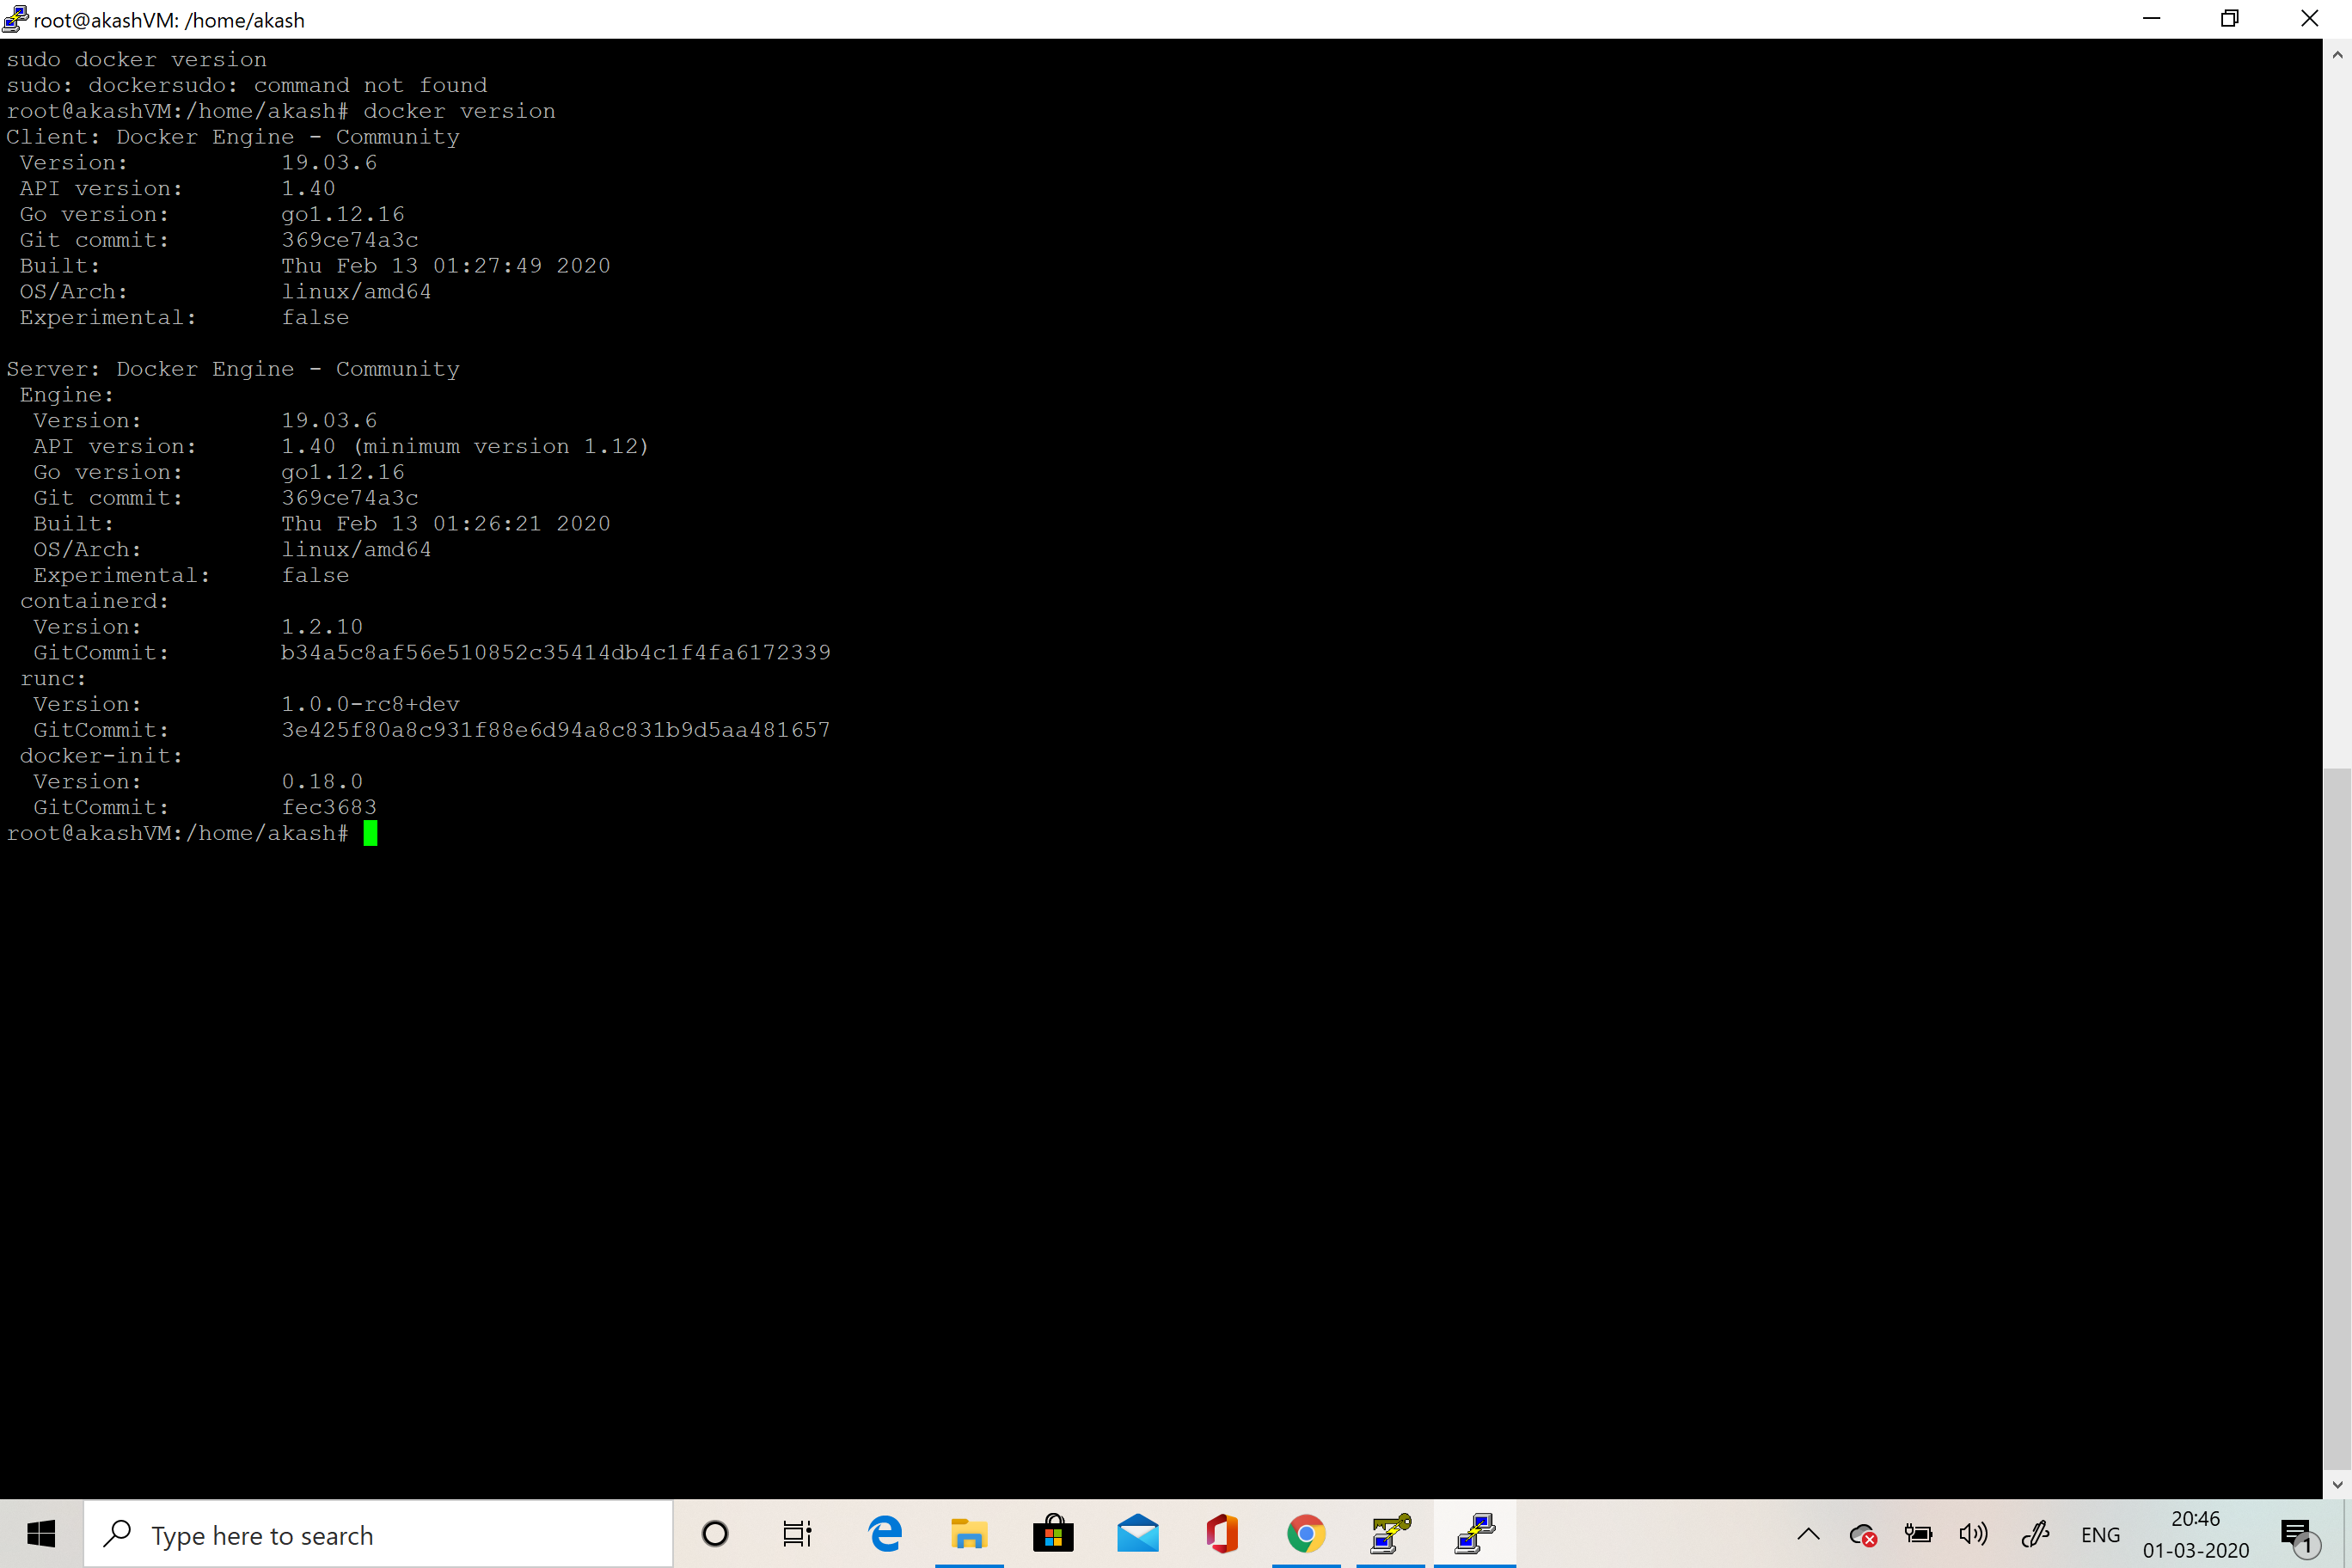 root@akashVM: /home/akash
sudo docker version
sudo: dockersudo: command not found
root@akashVM:/home/akash# docker version
Client: Docker Engine - Community
 Version:           19.03.6
 API version:       1.40
 Go version:        go1.12.16
 Git commit:        369ce74a3c
 Built:             Thu Feb 13 01:27:49 2020
 OS/Arch:           linux/amd64
 Experimental:      false

Server: Docker Engine - Community
 Engine:
  Version:          19.03.6
  API version:      1.40 (minimum version 1.12)
  Go version:       go1.12.16
  Git commit:       369ce74a3c
  Built:            Thu Feb 13 01:26:21 2020
  OS/Arch:          linux/amd64
  Experimental:     false
 containerd:
  Version:          1.2.10
  GitCommit:        b34a5c8af56e510852c35414db4c1f4fa6172339
 runc:
  Version:          1.0.0-rc8+dev
  GitCommit:        3e425f80a8c931f88e6d94a8c831b9d5aa481657
 docker-init:
  Version:          0.18.0
  GitCommit:        fec3683
root@akashVM:/home/akash#
Type here to search
ENG
20:46
01-03-2020
1